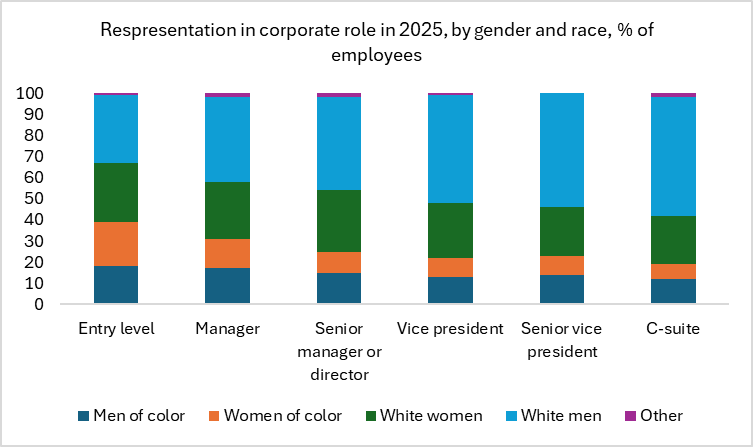 Respresentation in corporate role in 2025, by gender and race, % of
employees
100
90
80
70
60
50
40
30
20
10
0
Entry level
Manager
Senior
manager or
director
Vice president
Senior vice
president
C-suite
Men of color
Women of color
White women
White men
Other